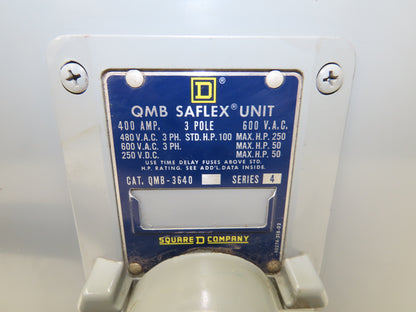 D
®
QMB SAFLEX® UNIT
400 AMP. 3 POLE 600 V.A.C.
480 V.A.C. 3 PH. STD. H.P. 100 MAX. H.P. 250
600 V.A.C. 3 PH. MAX. H.P. 50
250 V.D.C. MAX. H.P. 50
USE TIME DELAY FUSES ABOVE STD.
H.P. RATING. SEE ADD'L DATA INSIDE.
CAT. QMB-3640 SERIES 4
SQUARE D COMPANY